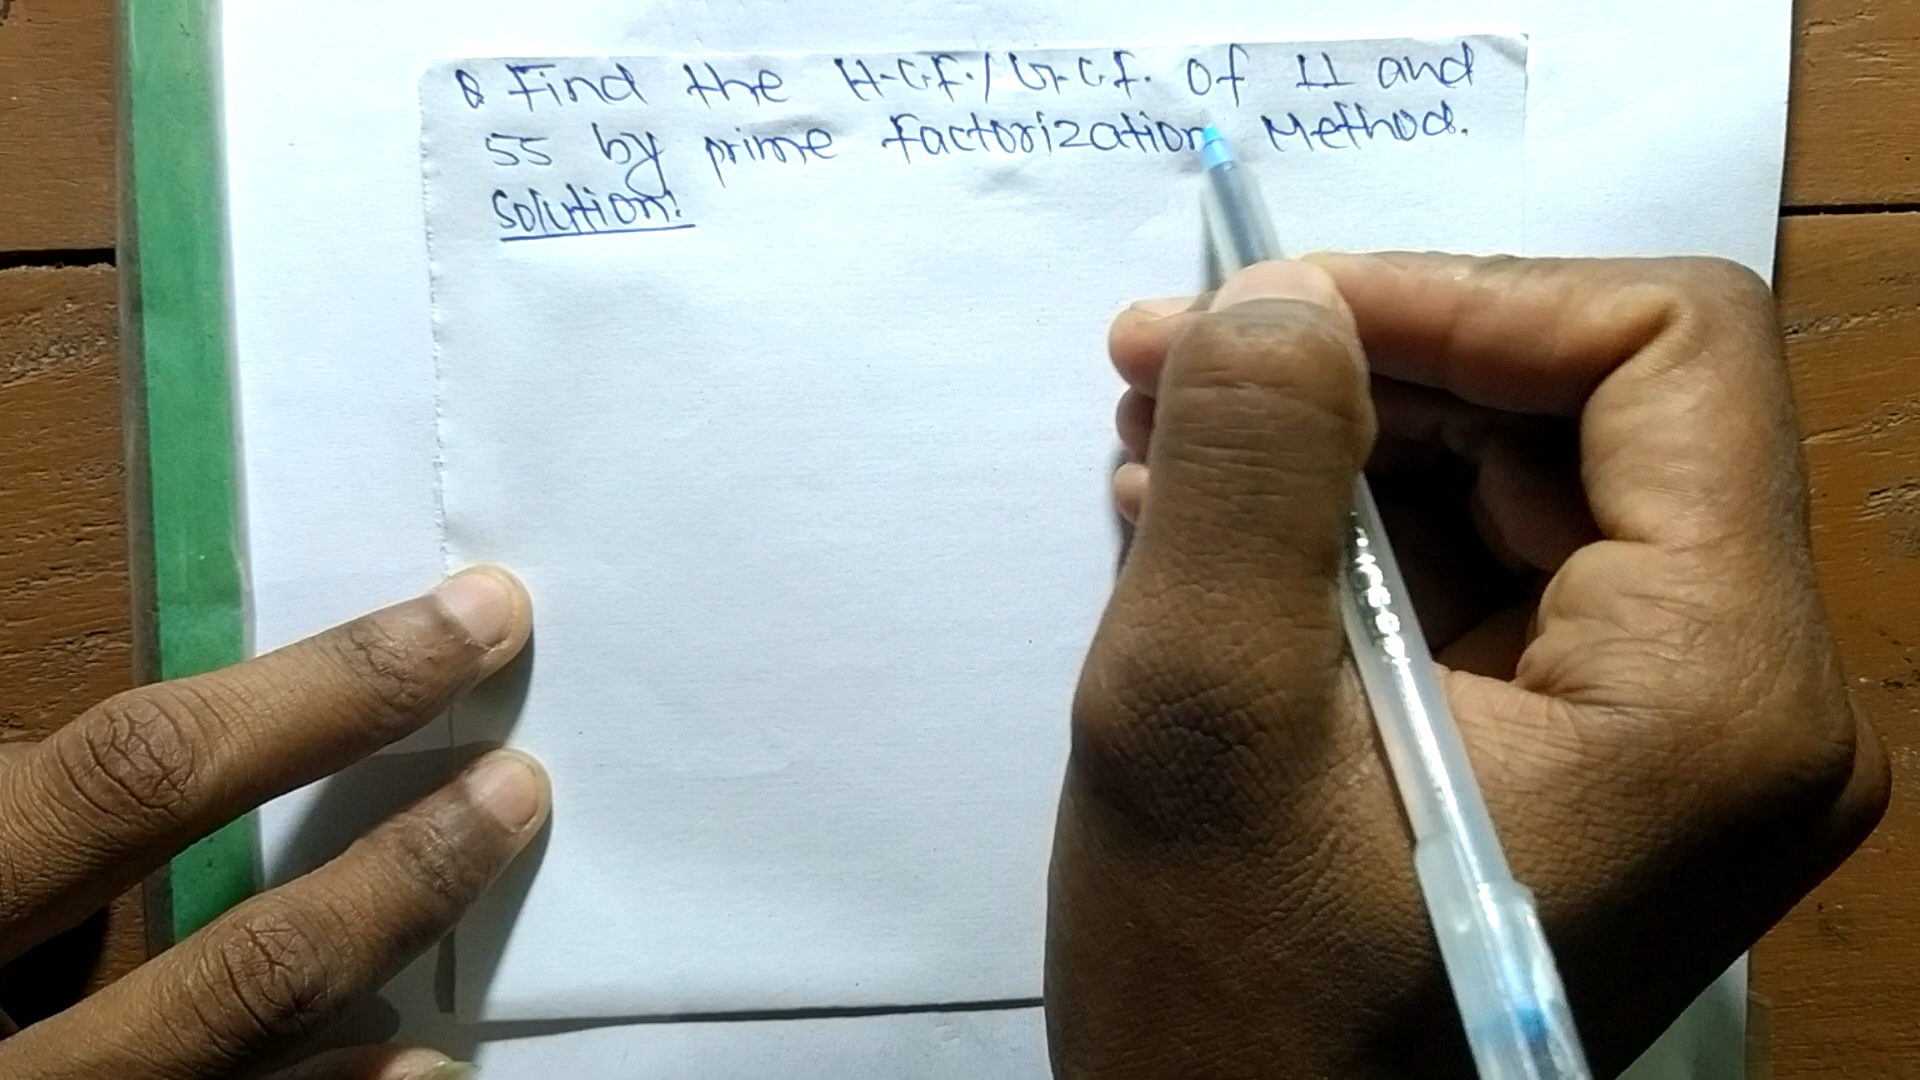 Q Find the H.C.F./G.C.F. of 11 and
55 by prime factorization Method.
Solution: